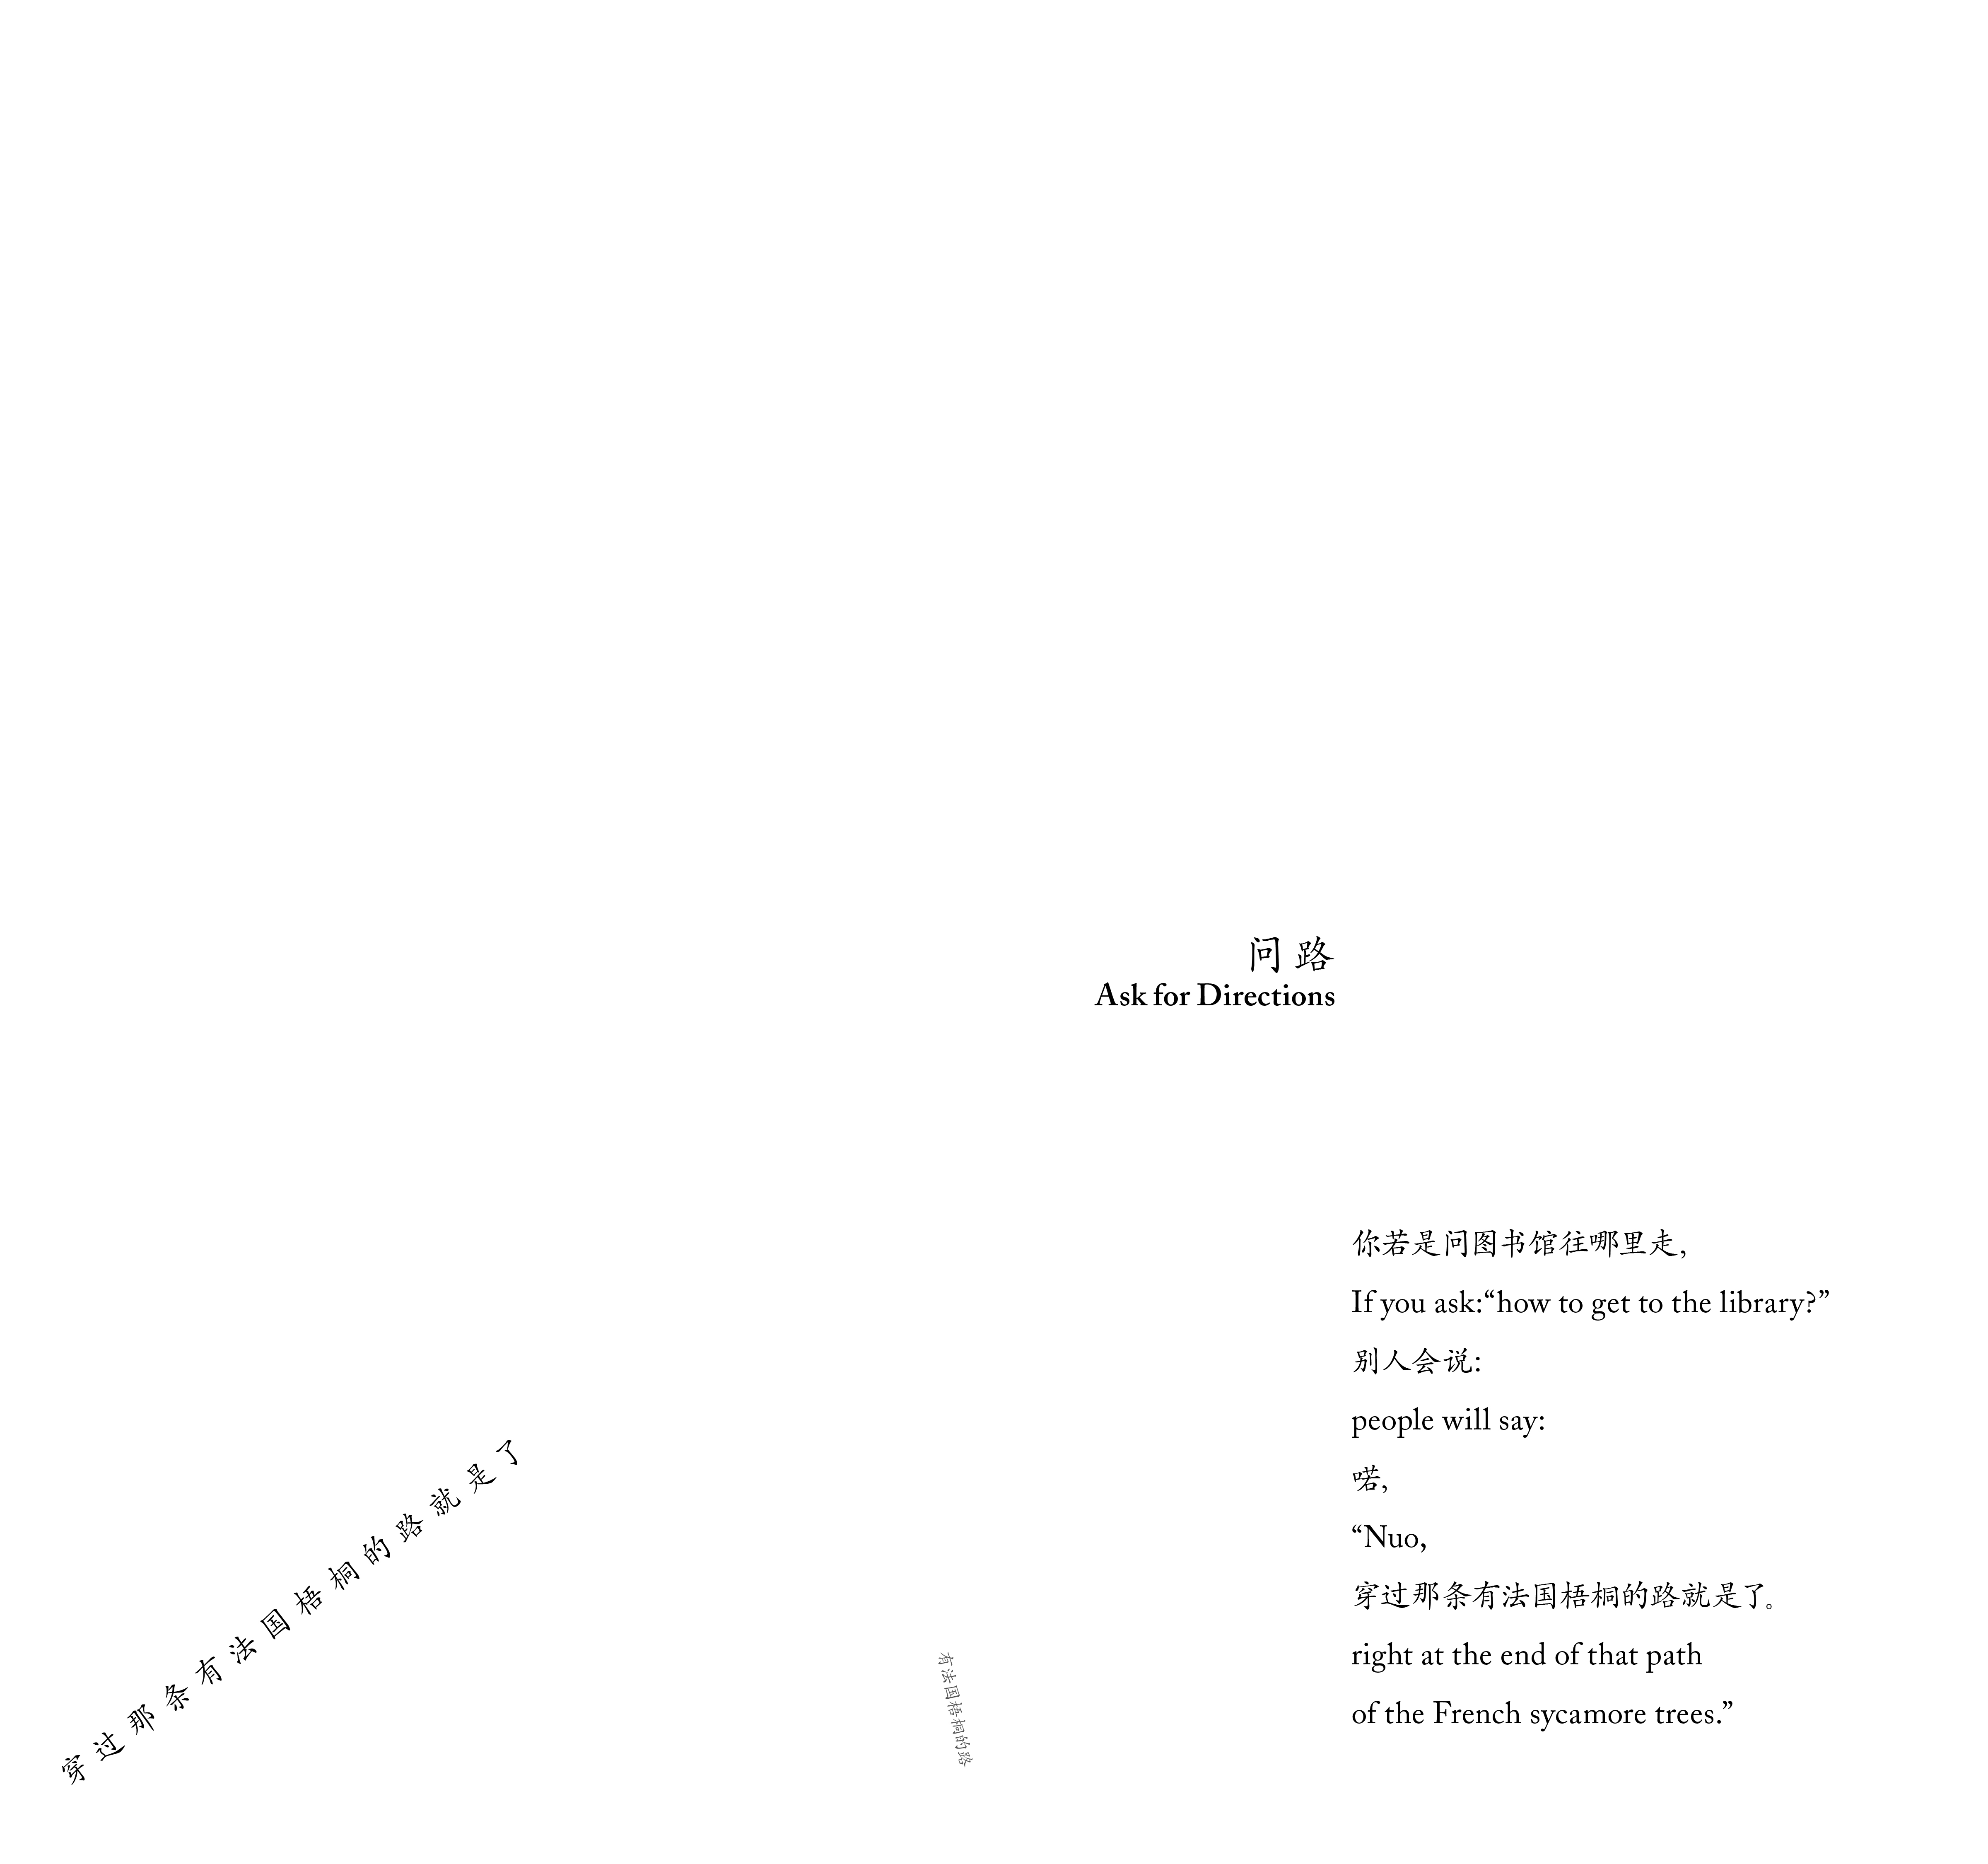 问路
Ask for Directions
你若是问图书馆往哪里走,
If you ask:“how to get to the library?”
别人会说:
people will say:
喏,
“Nuo,
穿过那条有法国梧桐的路就是了。
right at the end of that path
of the French sycamore trees.”
穿过那条有法国梧桐的路就是了
有法国梧桐的路